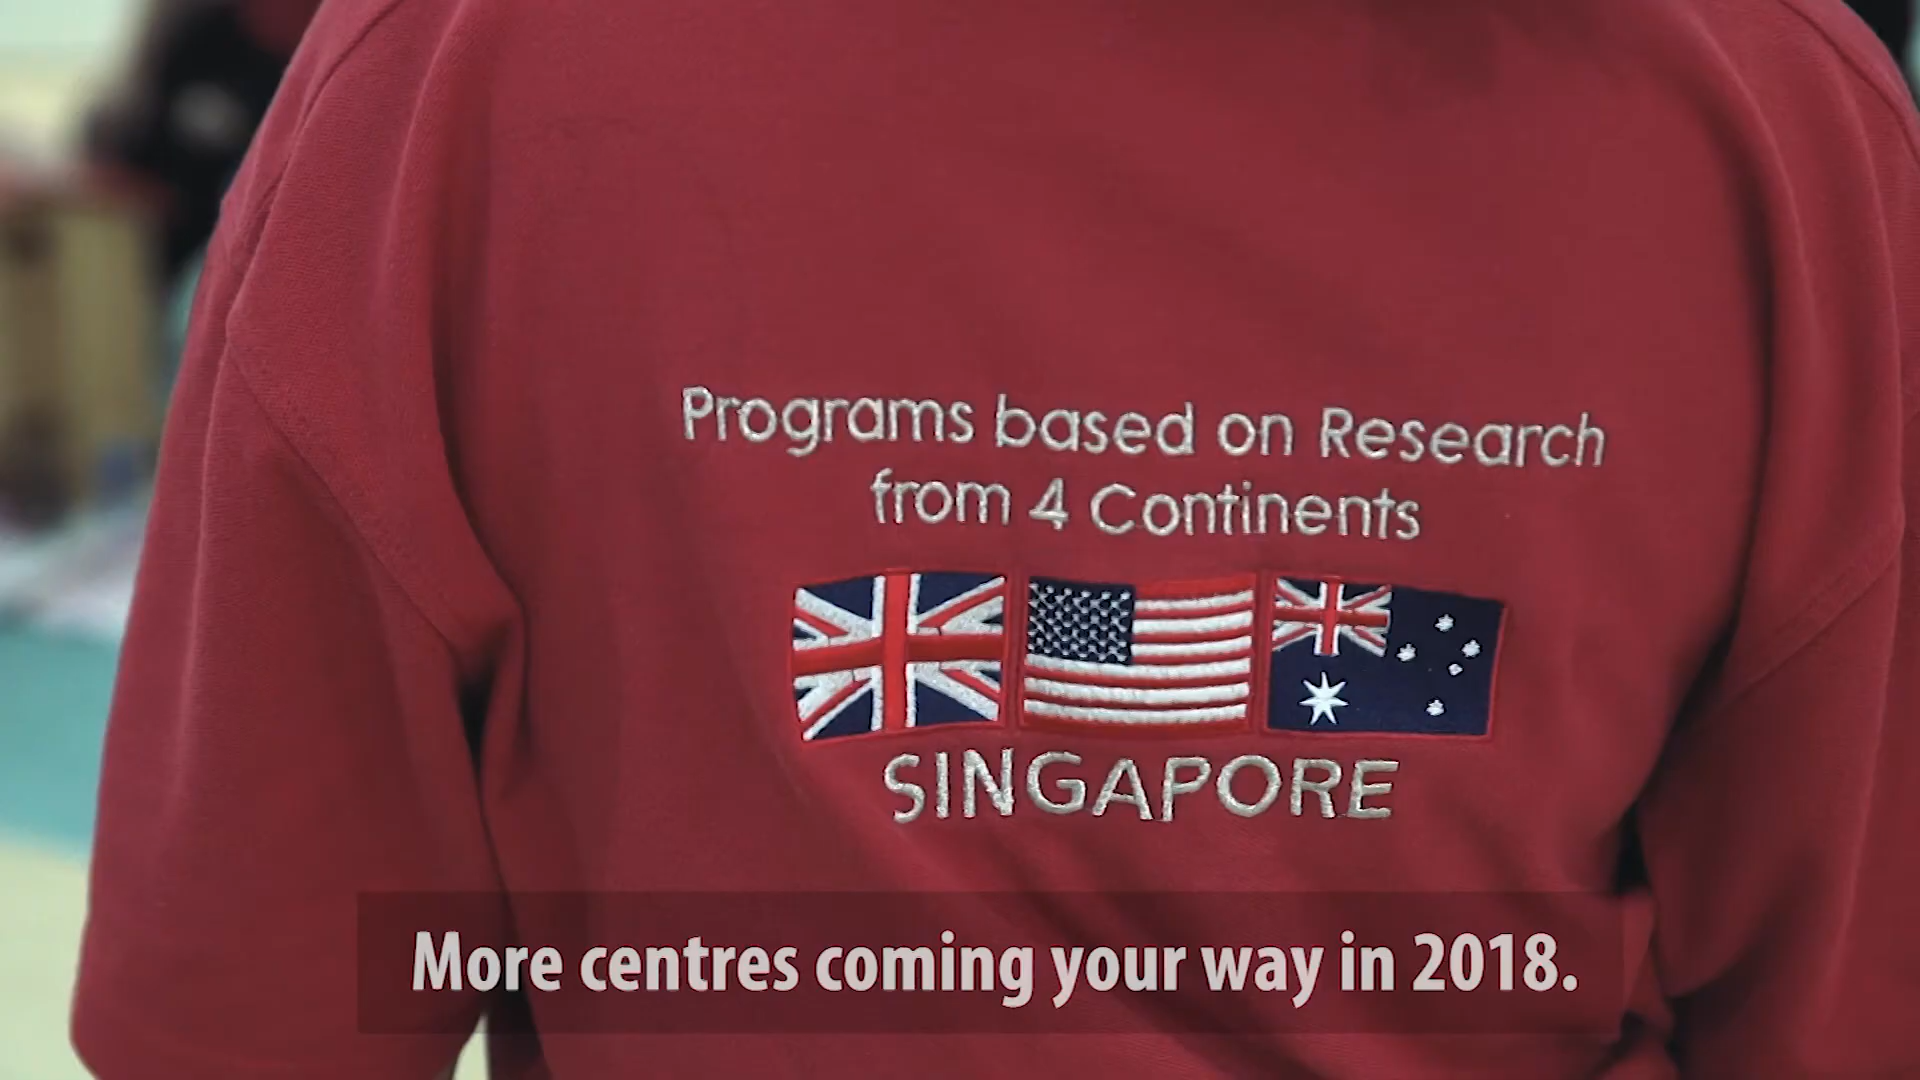 Programs based on Research
from 4 Continents
SINGAPORE
More centres coming your way in 2018.